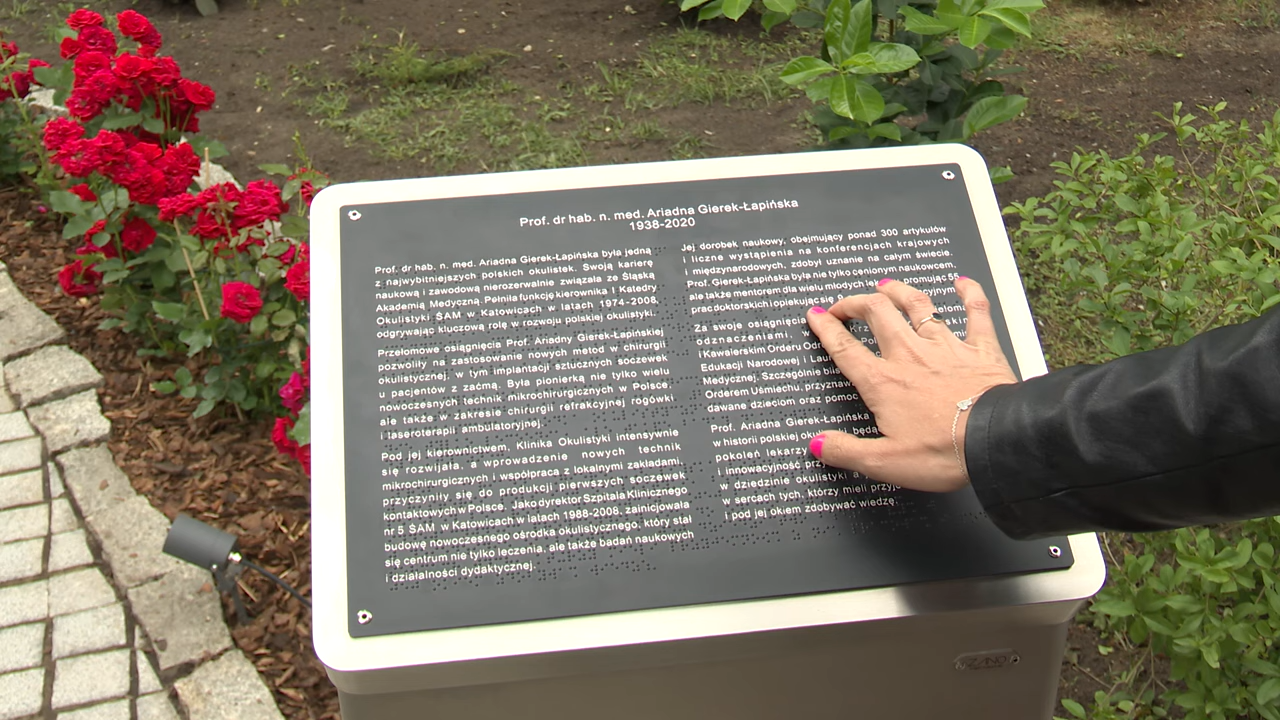 Prof. dr hab. n. med. Ariadna Gierek-Łapińska
1938-2020
Prof. dr hab. n. med. Ariadna Gierek-Łapińska była jedną
z najwybitniejszych polskich okulistek. Swoją karierę
naukową i zawodową nierozerwalnie związała ze Śląską
Akademią Medyczną. Pełniła funkcję kierownika I Katedry
Okulistyki ŚAM w Katowicach w latach 1974-2008,
odgrywając kluczową rolę w rozwoju polskiej okulistyki.
Przełomowe osiągnięcia Prof. Ariadny Gierek-Łapińskiej
pozwoliły na zastosowanie nowych metod w chirurgii
okulistycznej, w tym implantacji sztucznych soczewek
u pacjentów z zaćmą. Była pionierką nie tylko wielu
nowoczesnych technik mikrochirurgicznych w Polsce,
ale także w zakresie chirurgii refrakcyjnej rogówki
i laseroterapii ambulatoryjnej.
Pod jej kierownictwem, Klinika Okulistyki intensywnie
się rozwijała, a wprowadzenie nowych technik
mikrochirurgicznych i współpraca z lokalnymi zakładami,
przyczyniły się do produkcji pierwszych soczewek
kontaktowych w Polsce. Jako dyrektor Szpitala Klinicznego
nr 5 ŚAM w Katowicach w latach 1988-2008, zainicjowała
budowę nowoczesnego ośrodka okulistycznego, który stał
się centrum nie tylko leczenia, ale także badań naukowych
i działalności dydaktycznej.
Jej dorobek naukowy, obejmujący ponad 300 artykułów
i liczne wystąpienia na konferencjach krajowych
i międzynarodowych, zdobył uznanie na całym świecie.
Prof. Gierek-Łapińska była nie tylko cenionym naukowcem,
ale także mentorem dla wielu młodych promując 55
prac doktorskich i opiekując się
Za swoje osiągnięcia
odznaczeniami, w
i Kawalerskim Orderu
Edukacji Narodowej i
Medycznej. Szczególnie
Orderem Uśmiechu,
dawane dzieciom oraz
Prof. Ariadna Gierek-Łapińska
w historii polskiej
pokoleń lekarzy
i innowacyjność
w dziedzinie okulistyki a
w sercach tych, którzy mieli
i pod jej okiem zdobywać wiedzę.